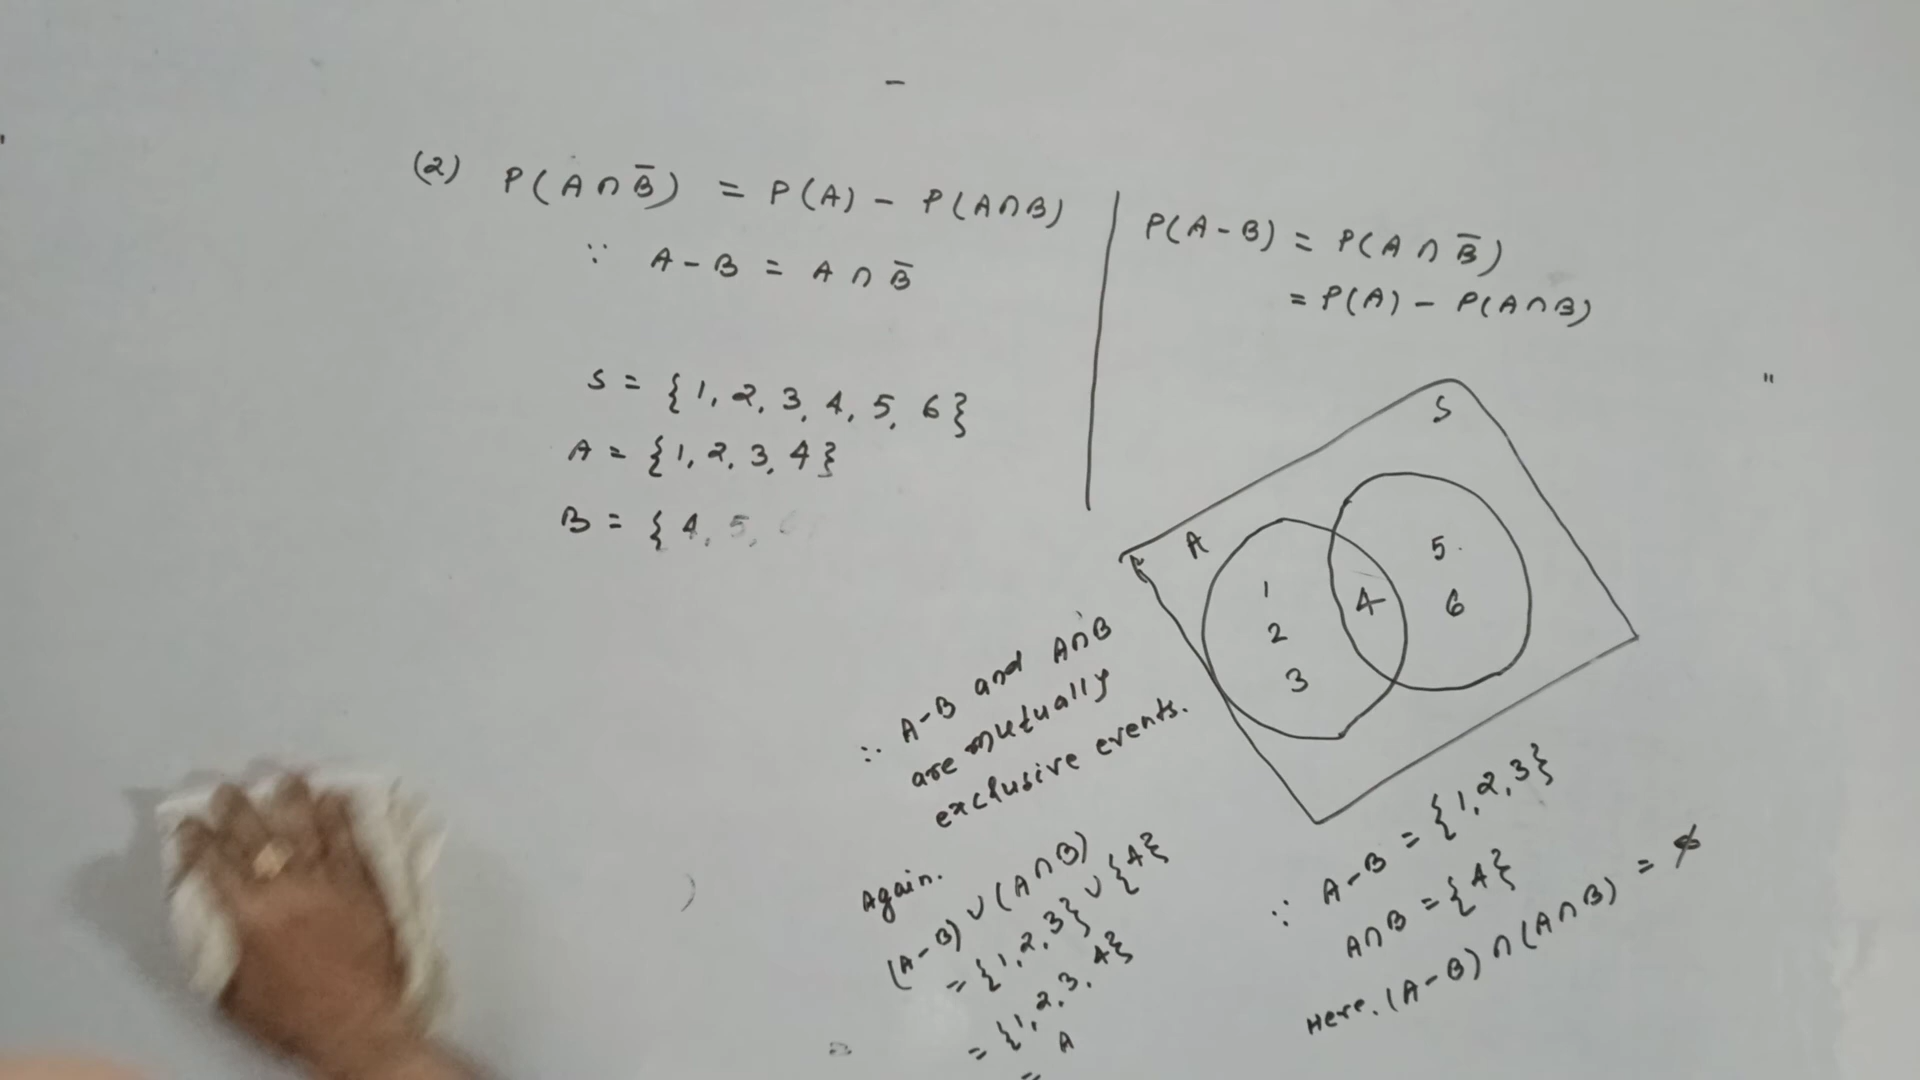 (2) P(A∩B̅) = P(A) - P(A∩B)
∵ A-B = A∩B̅
S = {1, 2, 3, 4, 5, 6}
A = {1, 2, 3, 4}
B = {4, 5,
P(A-B) = P(A∩B̅)
= P(A) - P(A∩B)
S
A
1
2
3
4
5
6
∴ A-B and A∩B
are mutually
exclusive events.
Again.
(A-B)∪(A∩B)
= {1, 2, 3}∪{4}
= {1, 2, 3, 4}
= A
∵ A-B = {1, 2, 3}
A∩B = {4}
Here, (A-B)∩(A∩B) = ϕ